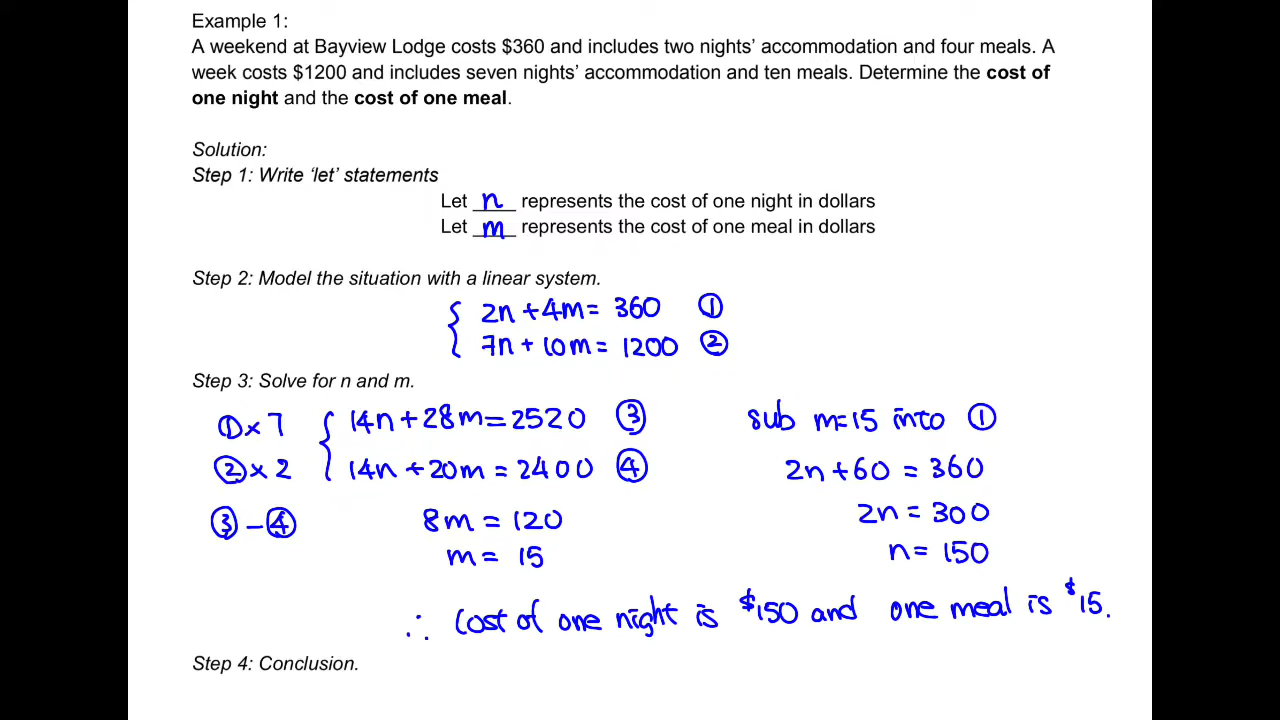 Example 1:
A weekend at Bayview Lodge costs $360 and includes two nights' accommodation and four meals. A
week costs $1200 and includes seven nights' accommodation and ten meals. Determine the cost of
one night and the cost of one meal.
Solution:
Step 1: Write 'let' statements
Let n represents the cost of one night in dollars
Let m represents the cost of one meal in dollars
Step 2: Model the situation with a linear system.
{ 2n + 4m = 360 ①
7n + 10m = 1200 ②
Step 3: Solve for n and m.
① × 7 { 14n + 28m = 2520 ③
② × 2 14n + 20m = 2400 ④
③ - ④ 8m = 120
m = 15
sub m=15 into ①
2n + 60 = 360
2n = 300
n = 150
∴ cost of one night is $150 and one meal is $15.
Step 4: Conclusion.